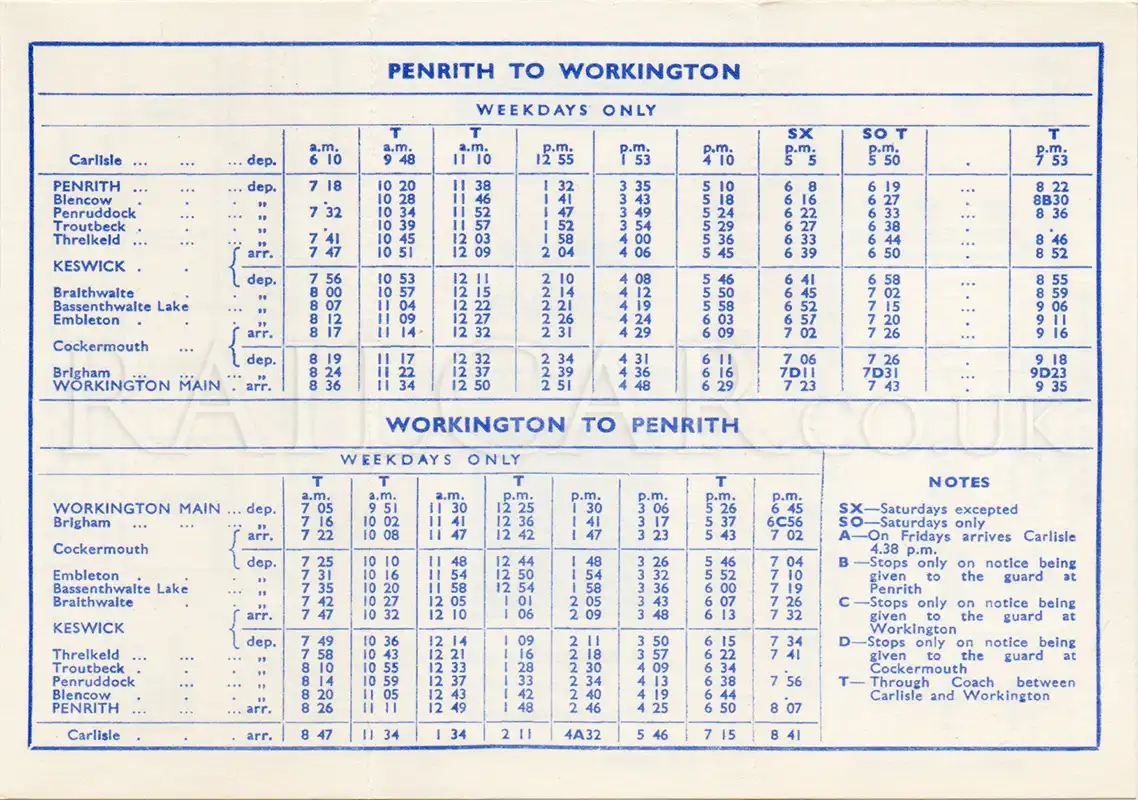 PENRITH TO WORKINGTON
WEEKDAYS ONLY
T T SX SO T T
a.m. a.m. a.m. p.m. p.m. p.m. p.m. p.m. p.m.
Carlisle ... ... ... dep. 6 10 9 48 11 10 12 55 1 53 4 10 5 5 5 50 . 7 53
PENRITH ... ... ... dep. 7 18 10 20 11 38 1 32 3 35 5 10 6 8 6 19 ... 8 22
Blencow . . ... „ . 10 28 11 46 1 41 3 43 5 18 6 16 6 27 . 8B30
Penruddock ... ... „ 7 32 10 34 11 52 1 47 3 49 5 24 6 22 6 33 ... 8 36
Troutbeck . . . „ . 10 39 11 57 1 52 3 54 5 29 6 27 6 38 . .
Threlkeld ... ... ... „ 7 41 10 45 12 03 1 58 4 00 5 36 6 33 6 44 ... 8 46
arr. 7 47 10 51 12 09 2 04 4 06 5 45 6 39 6 50 . 8 52
KESWICK . .
dep. 7 56 10 53 12 11 2 10 4 08 5 46 6 41 6 58 ... 8 55
Braithwaite . . „ 8 00 10 57 12 15 2 14 4 12 5 50 6 45 7 02 . 8 59
Bassenthwaite Lake ... „ 8 07 11 04 12 22 2 21 4 19 5 58 6 52 7 15 ... 9 06
Embleton . . . „ 8 12 11 09 12 27 2 26 4 24 6 03 6 57 7 20 . 9 11
arr. 8 17 11 14 12 32 2 31 4 29 6 09 7 02 7 26 ... 9 16
Cockermouth ...
dep. 8 19 11 17 12 32 2 34 4 31 6 11 7 06 7 26 . 9 18
Brigham ... ... ... „ 8 24 11 22 12 37 2 39 4 36 6 16 7D11 7D31 ... 9D23
WORKINGTON MAIN . arr. 8 36 11 34 12 50 2 51 4 48 6 29 7 23 7 43 . 9 35
RAILCAR.CO.UK
WORKINGTON TO PENRITH
WEEKDAYS ONLY
T T T T
a.m. a.m. a.m. p.m. p.m. p.m. p.m. p.m.
WORKINGTON MAIN ... dep. 7 05 9 51 11 30 12 25 1 30 3 06 5 26 6 45
Brigham ... ... ... „ 7 16 10 02 11 41 12 36 1 41 3 17 5 37 6C56
arr. 7 22 10 08 11 47 12 42 1 47 3 23 5 43 7 02
Cockermouth
dep. 7 25 10 10 11 48 12 44 1 48 3 26 5 46 7 04
Embleton . . . „ 7 31 10 16 11 54 12 50 1 54 3 32 5 52 7 10
Bassenthwaite Lake ... „ 7 35 10 20 11 58 12 54 1 58 3 36 6 00 7 19
Braithwaite . . „ 7 42 10 27 12 05 1 01 2 05 3 43 6 07 7 26
arr. 7 47 10 32 12 10 1 06 2 09 3 48 6 13 7 32
KESWICK
dep. 7 49 10 36 12 14 1 09 2 11 3 50 6 15 7 34
Threlkeld ... ... ... „ 7 58 10 43 12 21 1 16 2 18 3 57 6 22 7 41
Troutbeck . . . „ 8 10 10 55 12 33 1 28 2 30 4 09 6 34 .
Penruddock ... ... „ 8 14 10 59 12 37 1 33 2 34 4 13 6 38 7 56
Blencow . . . „ 8 20 11 05 12 43 1 42 2 40 4 19 6 44 .
PENRITH ... ... ... arr. 8 26 11 11 12 49 1 48 2 46 4 25 6 50 8 07
Carlisle . . . arr. 8 47 11 34 1 34 2 11 4A32 5 46 7 15 8 41
NOTES
SX—Saturdays excepted
SO—Saturdays only
A—On Fridays arrives Carlisle
4.38 p.m.
B—Stops only on notice being
given to the guard at
Penrith
C—Stops only on notice being
given to the guard at
Workington
D—Stops only on notice being
given to the guard at
Cockermouth
T—Through Coach between
Carlisle and Workington